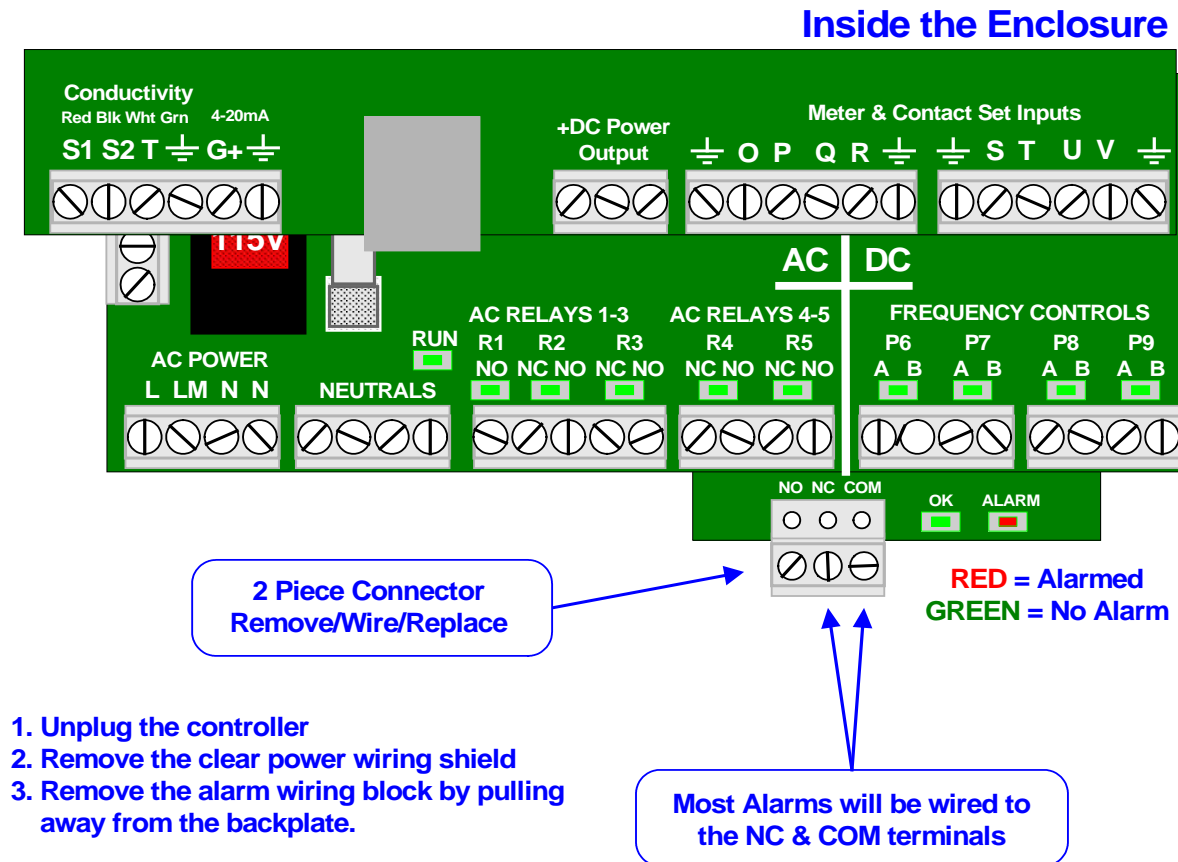 Inside the Enclosure
Conductivity
Red Blk Wht Grn 4-20mA
S1 S2 T G+
+DC Power
Output
Meter & Contact Set Inputs
O P Q R
S T U V
115V
AC DC
RUN
AC RELAYS 1-3
R1 R2 R3
NO NC NO NC NO
AC RELAYS 4-5
R4 R5
NC NO NC NO
FREQUENCY CONTROLS
P6 P7 P8 P9
A B A B A B A B
AC POWER
L LM N N
NEUTRALS
NO NC COM
OK ALARM
RED = Alarmed
GREEN = No Alarm
2 Piece Connector
Remove/Wire/Replace
1. Unplug the controller
2. Remove the clear power wiring shield
3. Remove the alarm wiring block by pulling
away from the backplate.
Most Alarms will be wired to
the NC & COM terminals